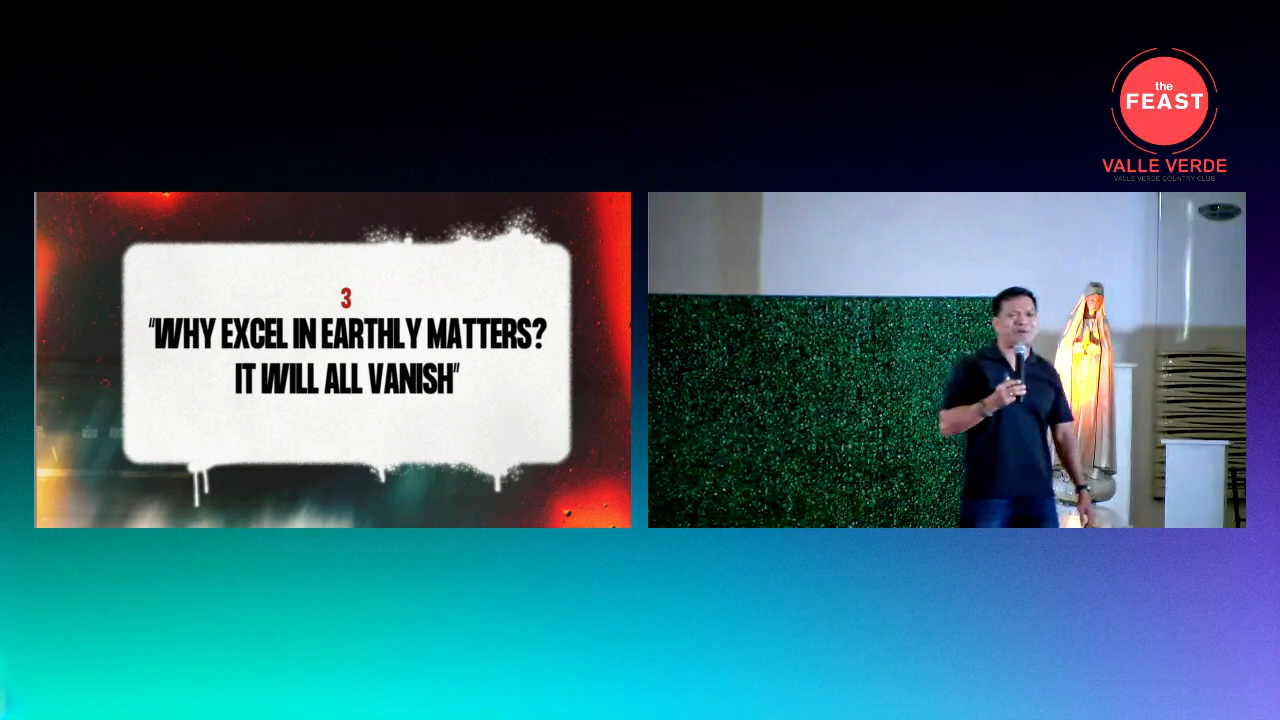 the
FEAST
VALLE VERDE
VALLE VERDE COUNTRY CLUB
3
"WHY EXCEL IN EARTHLY MATTERS?
IT WILL ALL VANISH"